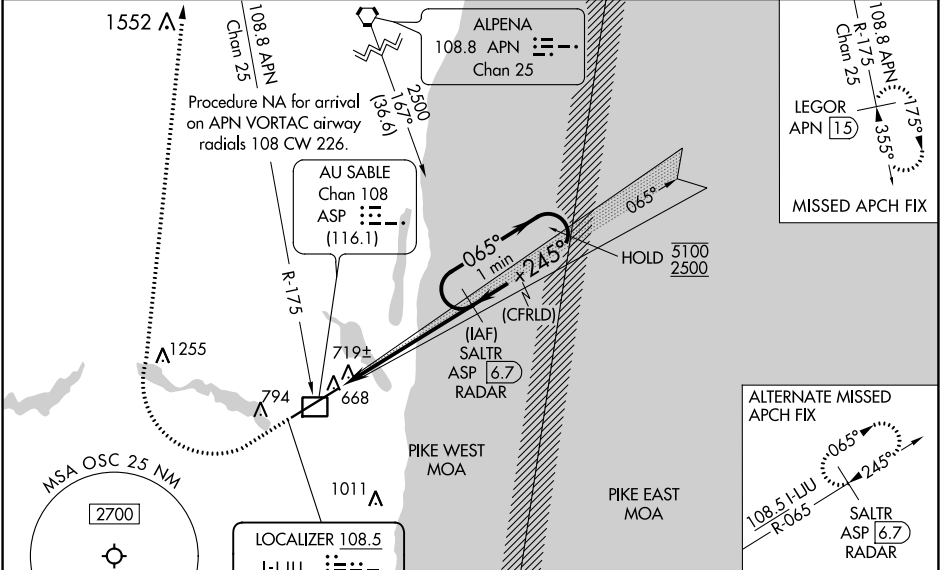 1552
108.8 APN
Chan 25
R-175
Procedure NA for arrival
on APN VORTAC airway
radials 108 CW 226.
ALPENA
108.8 APN
Chan 25
2500
167°
(36.6)
AU SABLE
Chan 108
ASP
(116.1)
065°
1 min
+245°
065°
HOLD
5100
2500
(CFRLD)
(IAF)
SALTR
ASP 6.7
RADAR
1255
719±
668
794
1011
PIKE WEST
MOA
PIKE EAST
MOA
MSA OSC 25 NM
2700
LOCALIZER 108.5
I-LJU
108.8 APN
R-175
Chan 25
LEGOR
APN 15
175°
355°
MISSED APCH FIX
ALTERNATE MISSED
APCH FIX
065°
245°
108.5 I-LJU
R-065
SALTR
ASP 6.7
RADAR